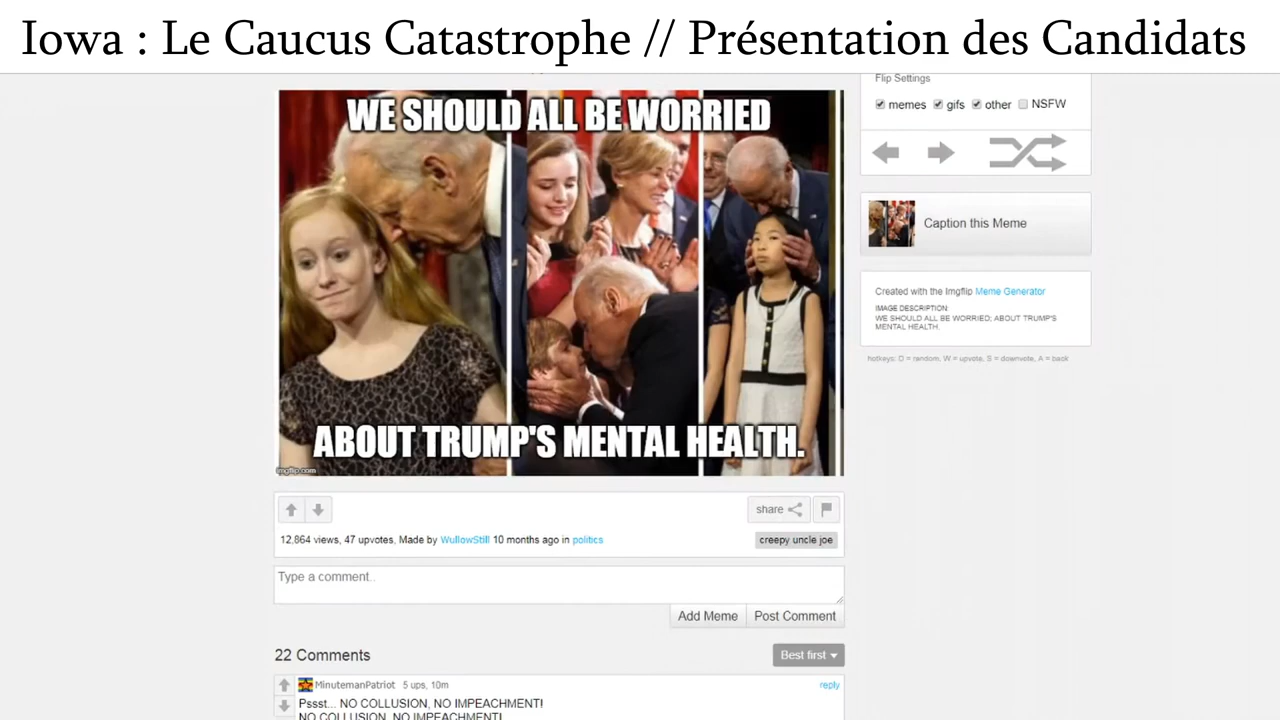 Iowa : Le Caucus Catastrophe // Présentation des Candidats
Flip Settings
memes gifs other NSFW
WE SHOULD ALL BE WORRIED
ABOUT TRUMP'S MENTAL HEALTH.
imgflip.com
Caption this Meme
Created with the Imgflip Meme Generator
IMAGE DESCRIPTION:
WE SHOULD ALL BE WORRIED; ABOUT TRUMP'S
MENTAL HEALTH.
hotkeys: D = random, W = upvote, S = downvote, A = back
share
12,864 views, 47 upvotes, Made by WullowStill 10 months ago in politics
creepy uncle joe
Type a comment..
Add Meme Post Comment
22 Comments
Best first
MinutemanPatriot 5 ups, 10m
reply
Pssst... NO COLLUSION, NO IMPEACHMENT!
NO COLLUSION, NO IMPEACHMENT!